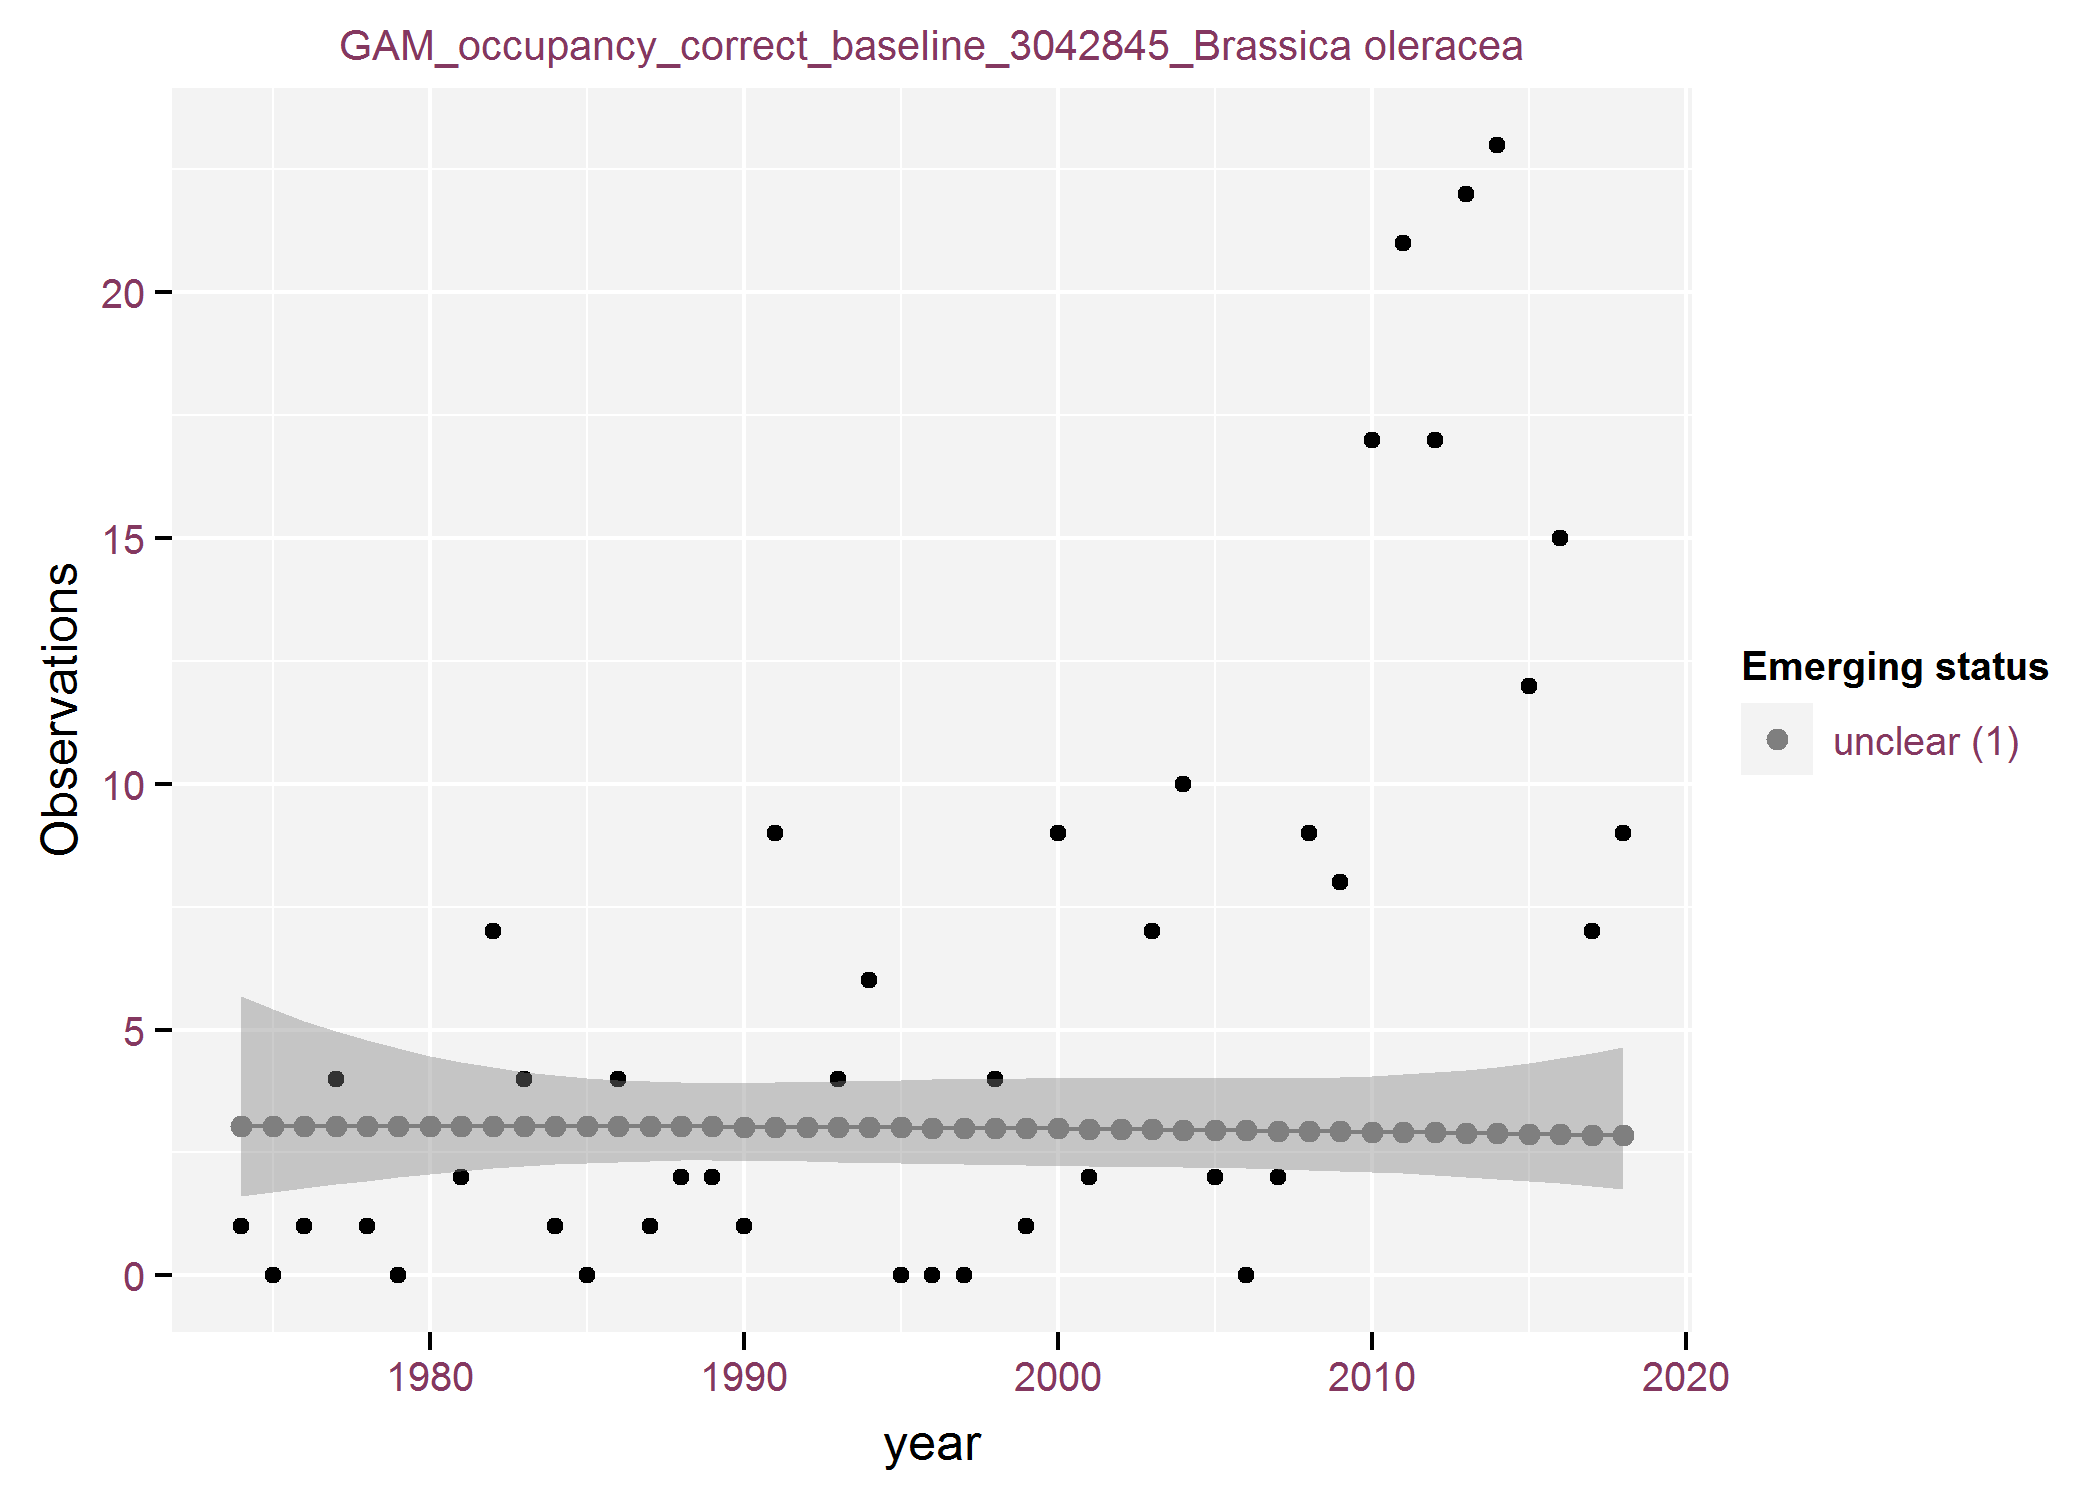 GAM_occupancy_correct_baseline_3042845_Brassica oleracea
Observations
20
15
10
5
0
1980
1990
2000
2010
2020
year
Emerging status
unclear (1)